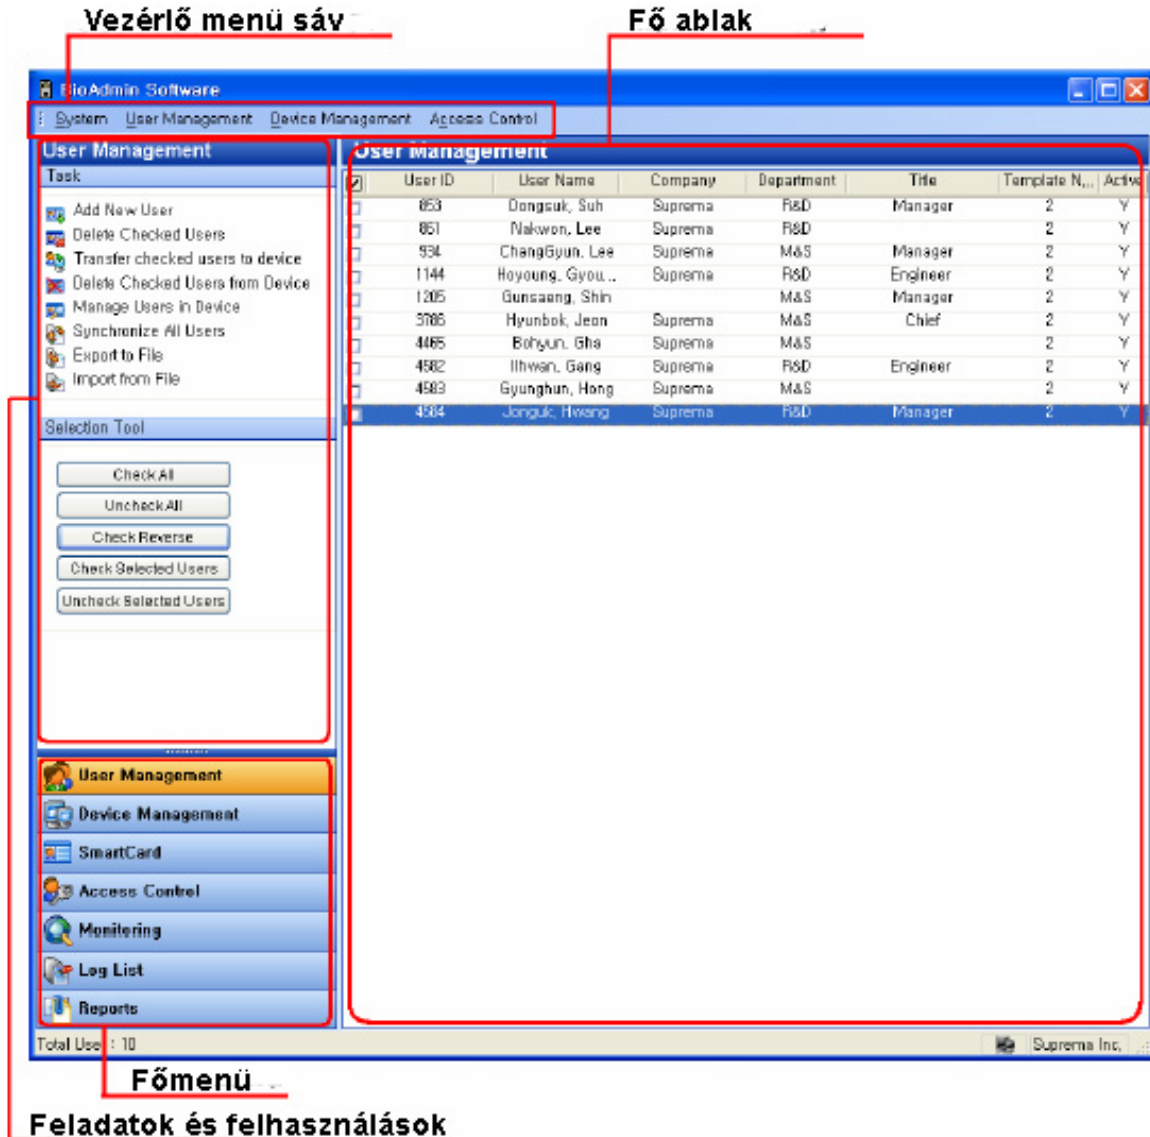 Vezérlő menü sáv
Fő ablak
BioAdmin Software
System User Management Device Management Access Control
User Management
Task
Add New User
Delete Checked Users
Transfer checked users to device
Delete Checked Users from Device
Manage Users in Device
Synchronize All Users
Export to File
Import from File
Selection Tool
Check All
Uncheck All
Check Reverse
Check Selected Users
Uncheck Selected Users
User Management
Device Management
SmartCard
Access Control
Monitoring
Log List
Reports
User Management
User ID User Name Company Department Title Template N... Active
853 Dongsuk, Suh Suprema R&D Manager 2 Y
861 Nakwon, Lee Suprema R&D 2 Y
934 ChangGyun, Lee Suprema M&S Manager 2 Y
1144 Hoyoung, Gyou... Suprema R&D Engineer 2 Y
1205 Gunsaeng, Shin M&S Manager 2 Y
3786 Hyunbok, Jeon Suprema M&S Chief 2 Y
4465 Bohyun, Gha Suprema M&S 2 Y
4582 Ilhwan, Gang Suprema R&D Engineer 2 Y
4583 Gyunghun, Hong Suprema M&S 2 Y
4584 Jonguk, Hwang Suprema R&D Manager 2 Y
Total User : 10
Suprema Inc.
Főmenü
Feladatok és felhasználások